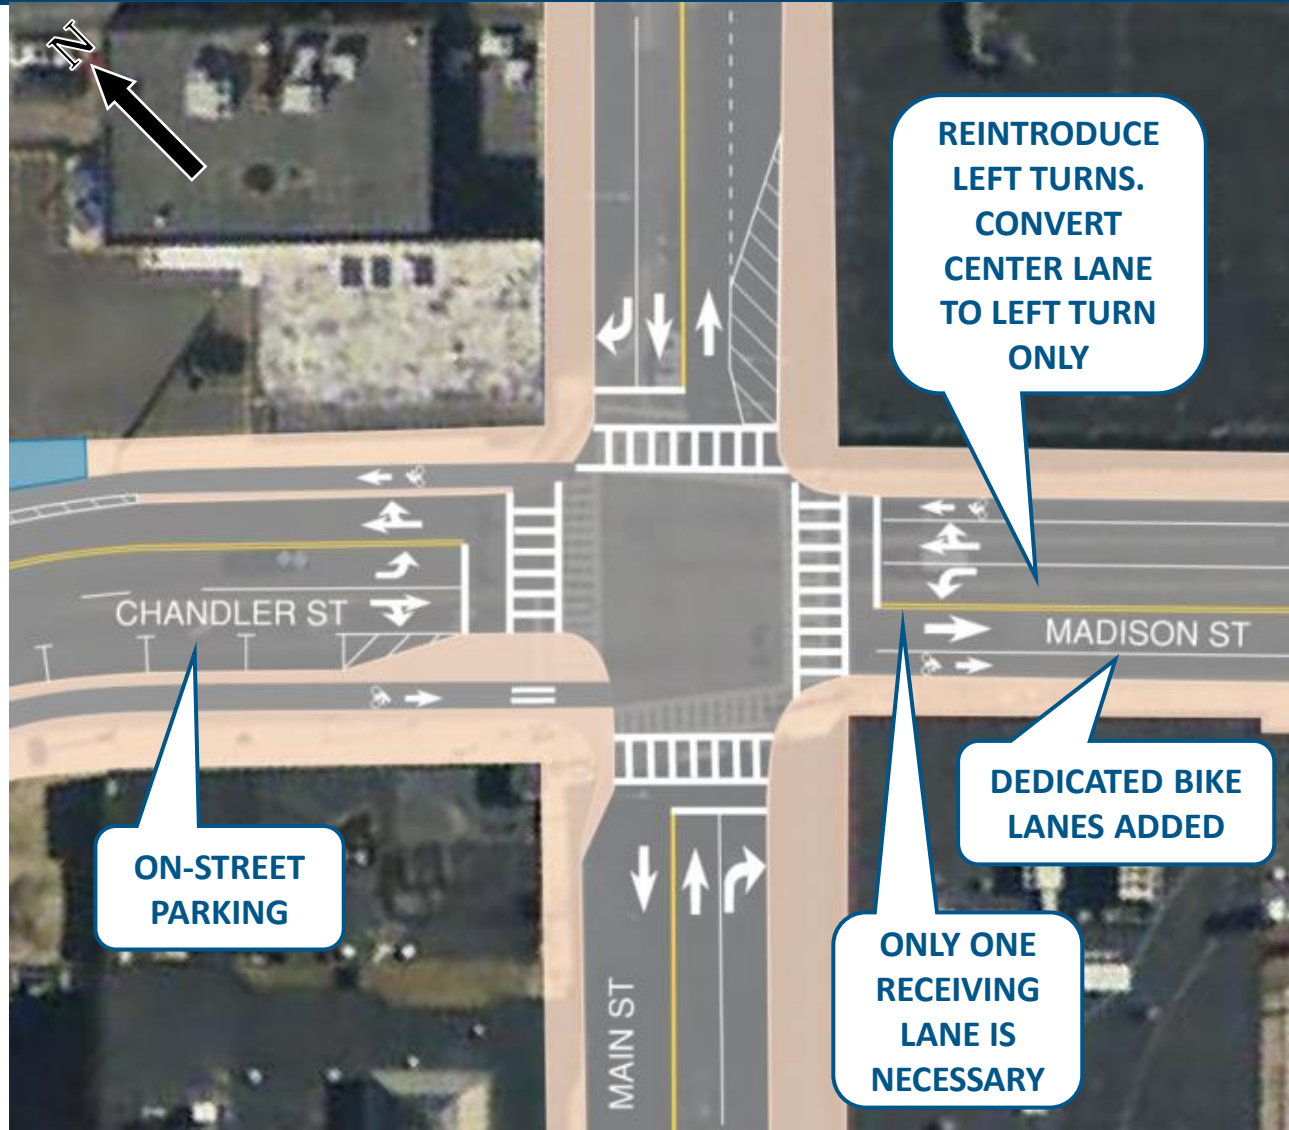 N
REINTRODUCE
LEFT TURNS.
CONVERT
CENTER LANE
TO LEFT TURN
ONLY
CHANDLER ST
MADISON ST
ON-STREET
PARKING
DEDICATED BIKE
LANES ADDED
ONLY ONE
RECEIVING
LANE IS
NECESSARY
MAIN ST